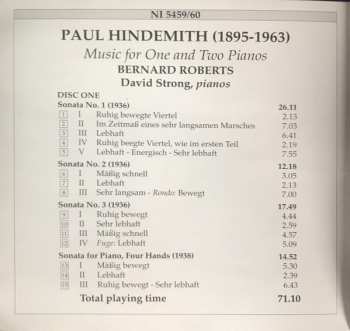 NI 5459/60
PAUL HINDEMITH (1895-1963)
Music for One and Two Pianos
BERNARD ROBERTS
David Strong, pianos
DISC ONE
Sonata No. 1 (1936) 26.11
1 I Ruhig bewegt Viertel 2.13
2 II Im Zeitmaß eines sehr langsamen Marsches 7.03
3 III Lebhaft 6.41
4 IV Ruhig beegte Viertel, wie im ersten Teil 2.19
5 V Lebhaft - Energisch - Sehr lebhaft 7.55
Sonata No. 2 (1936) 12.18
6 I Mäßig schnell 3.05
7 II Lebhaft 2.13
8 III Sehr langsam - Rondo: Bewegt 7.00
Sonata No. 3 (1936) 17.49
9 I Ruhig bewegt 4.44
10 II Sehr lebhaft 2.59
11 III Mäßig schnell 4.57
12 IV Fuge: Lebhaft 5.09
Sonata for Piano, Four Hands (1938) 14.52
13 I Mäßig bewegt 5.30
14 II Lebhaft 2.39
15 III Ruhig bewegt - Sehr lebhaft 6.43
Total playing time 71.10